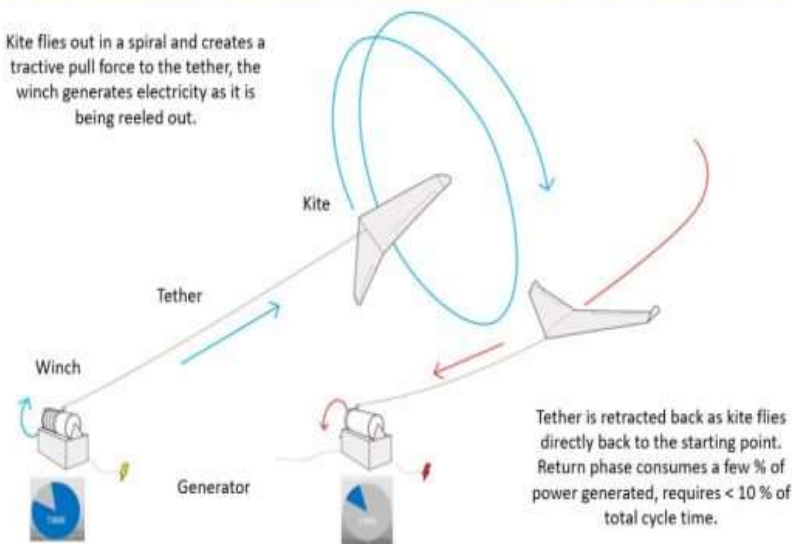 Kite flies out in a spiral and creates a
tractive pull force to the tether, the
winch generates electricity as it is
being reeled out.
Kite
Tether
Winch
Generator
Tether is retracted back as kite flies
directly back to the starting point.
Return phase consumes a few % of
power generated, requires < 10 % of
total cycle time.